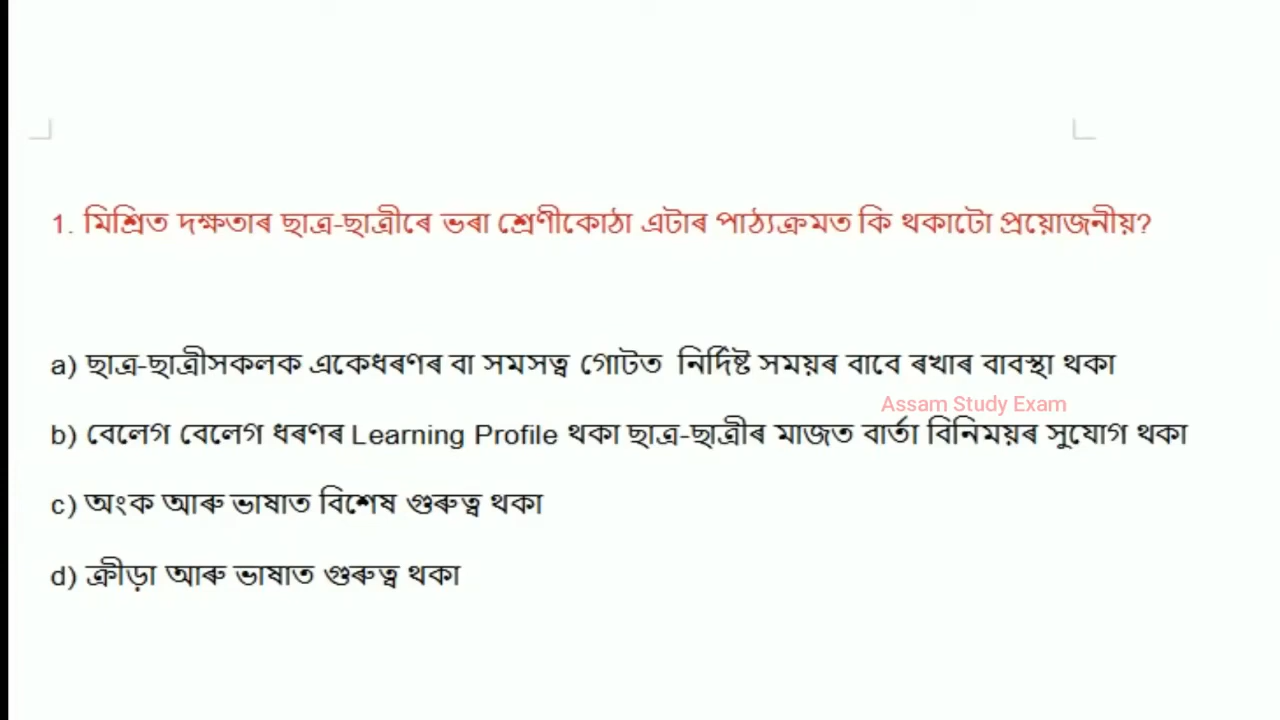 1. মিশ্ৰিত দক্ষতাৰ ছাত্ৰ-ছাত্ৰীৰে ভৰা শ্ৰেণীকোঠা এটাৰ পাঠ্যক্ৰমত কি থকাটো প্ৰয়োজনীয়?
a) ছাত্ৰ-ছাত্ৰীসকলক একেধৰণৰ বা সমসত্ব গোটত নিৰ্দিষ্ট সময়ৰ বাবে ৰখাৰ বাবস্থা থকা
Assam Study Exam
b) বেলেগ বেলেগ ধৰণৰ Learning Profile থকা ছাত্ৰ-ছাত্ৰীৰ মাজত বাৰ্তা বিনিময়ৰ সুযোগ থকা
c) অংক আৰু ভাষাত বিশেষ গুৰুত্ব থকা
d) ক্ৰীড়া আৰু ভাষাত গুৰুত্ব থকা